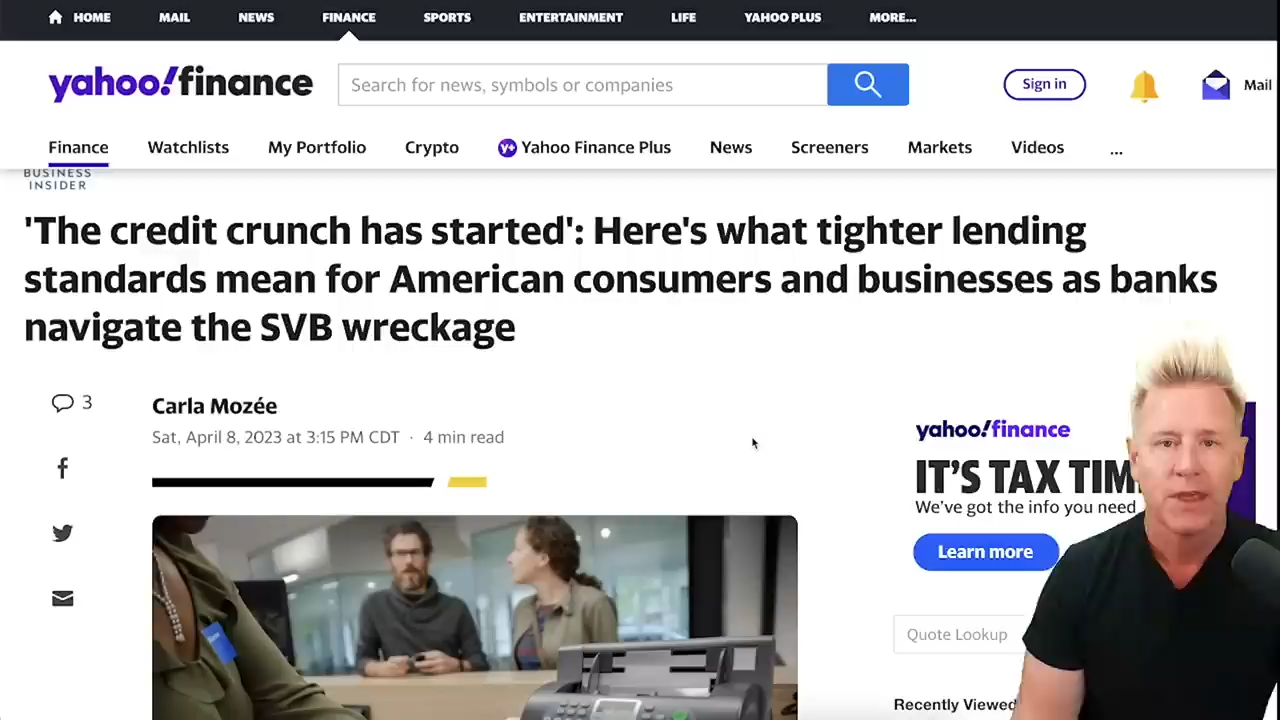 HOME MAIL NEWS FINANCE SPORTS ENTERTAINMENT LIFE YAHOO PLUS MORE...
yahoo!finance Search for news, symbols or companies Sign in Mail
Finance Watchlists My Portfolio Crypto y+ Yahoo Finance Plus News Screeners Markets Videos ...
BUSINESS
INSIDER
'The credit crunch has started': Here's what tighter lending
standards mean for American consumers and businesses as banks
navigate the SVB wreckage
3
Carla Mozée
Sat, April 8, 2023 at 3:15 PM CDT · 4 min read
yahoo!finance
IT'S TAX TIM
We've got the info you need
Learn more
Quote Lookup
Recently Viewed